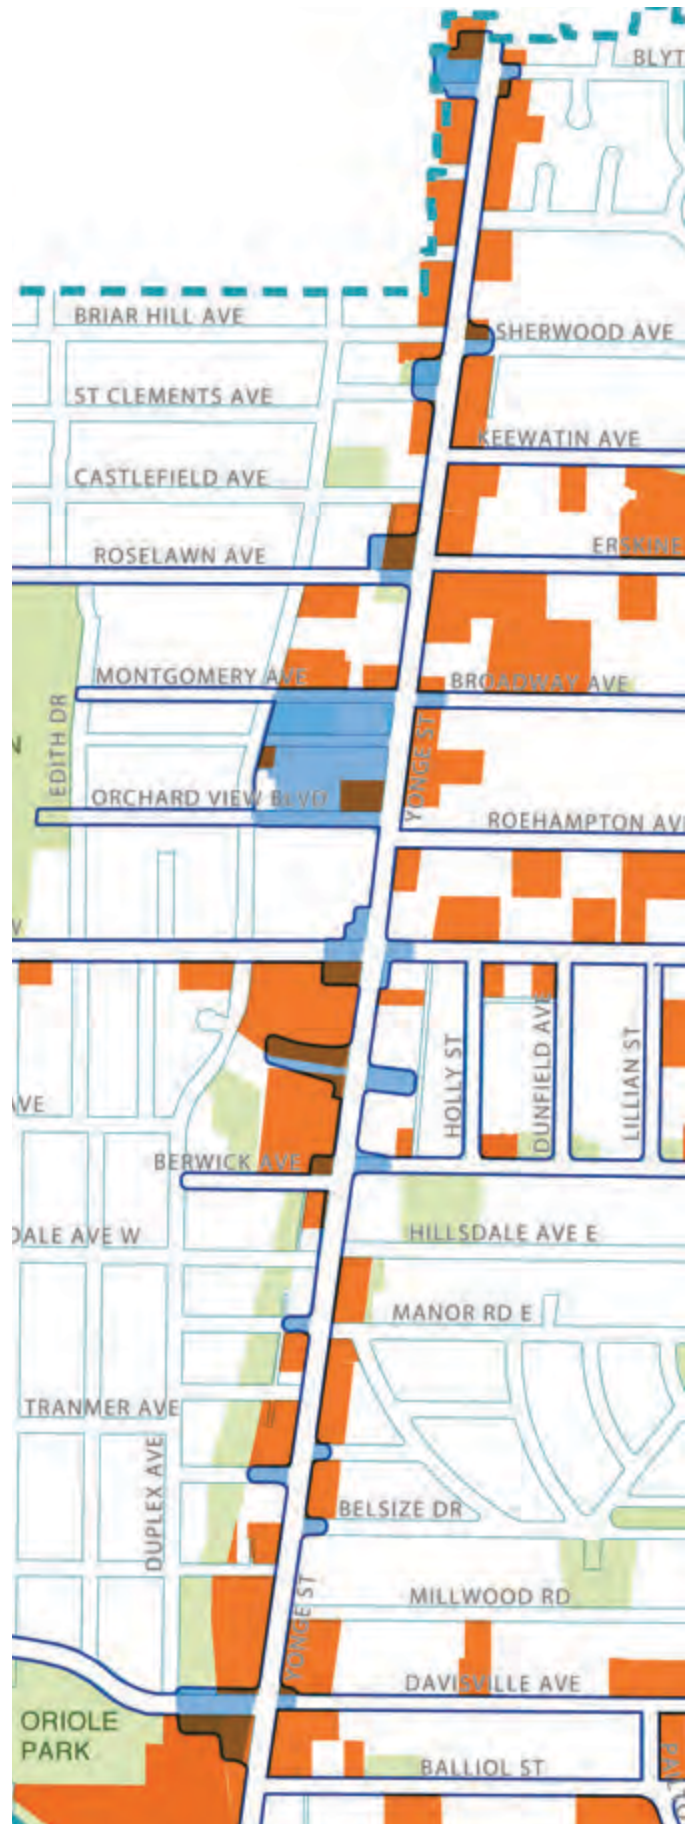 BLYT
BRIAR HILL AVE
SHERWOOD AVE
ST CLEMENTS AVE
KEEWATIN AVE
CASTLEFIELD AVE
ERSKINE
ROSELAWN AVE
MONTGOMERY AVE
BROADWAY AVE
EDITH DR
YONGE ST
N
ORCHARD VIEW BLVD
ROEHAMPTON AVE
W
HOLLY ST
DUNFIELD AVE
LILLIAN ST
AVE
BERWICK AVE
DALE AVE W
HILLSDALE AVE E
MANOR RD E
TRANMER AVE
DUPLEX AVE
BELSIZE DR
MILLWOOD RD
YONGE ST
DAVISVILLE AVE
ORIOLE
PARK
BALLIOL ST